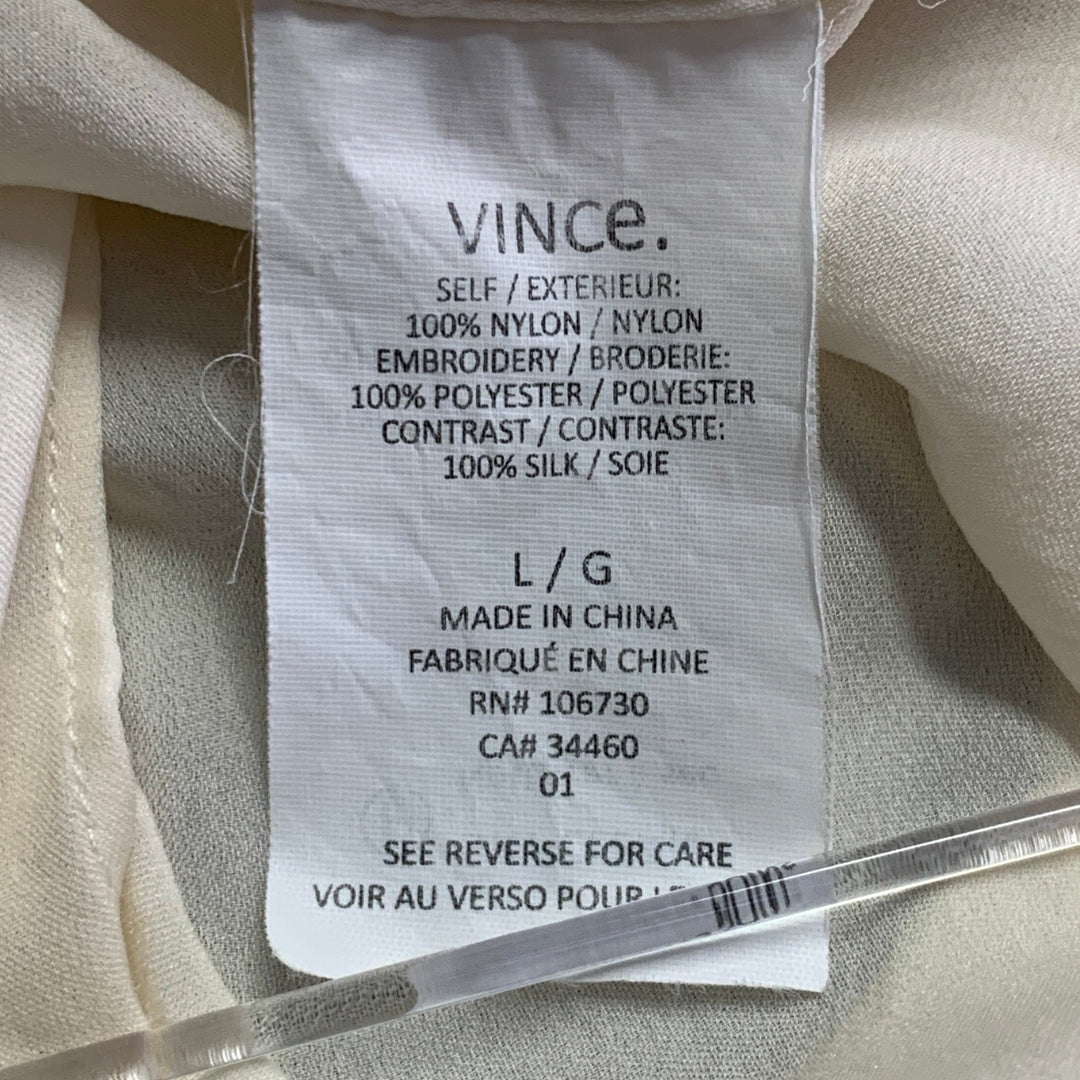 VINCe.
SELF / EXTERIEUR:
100% NYLON / NYLON
EMBROIDERY / BRODERIE:
100% POLYESTER / POLYESTER
CONTRAST / CONTRASTE:
100% SILK / SOIE
L / G
MADE IN CHINA
FABRIQUÉ EN CHINE
RN# 106730
CA# 34460
01
SEE REVERSE FOR CARE
VOIR AU VERSO POUR